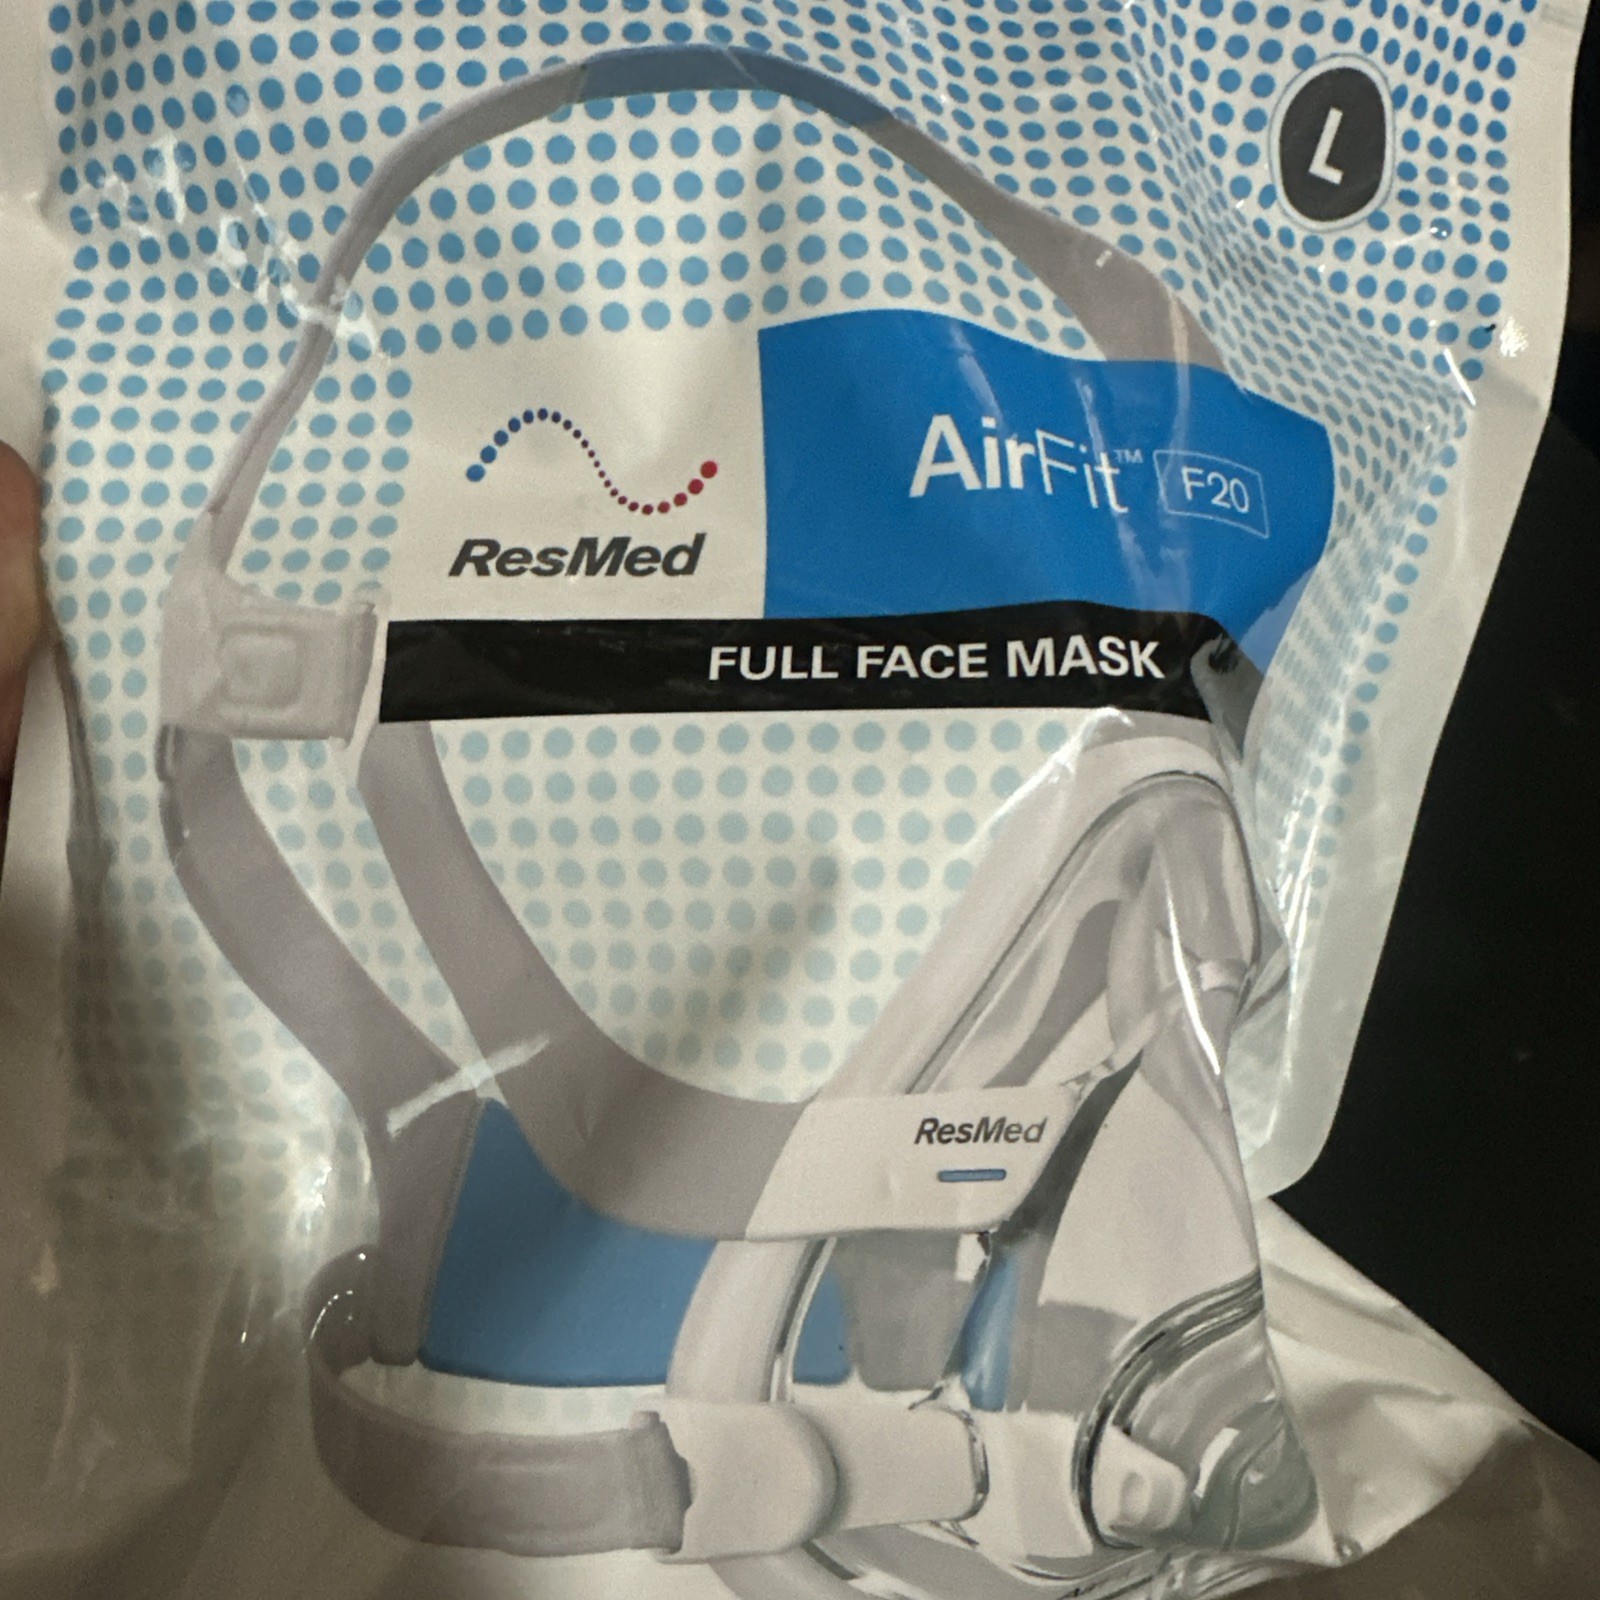 L
AirFit™ F20
ResMed
FULL FACE MASK
ResMed